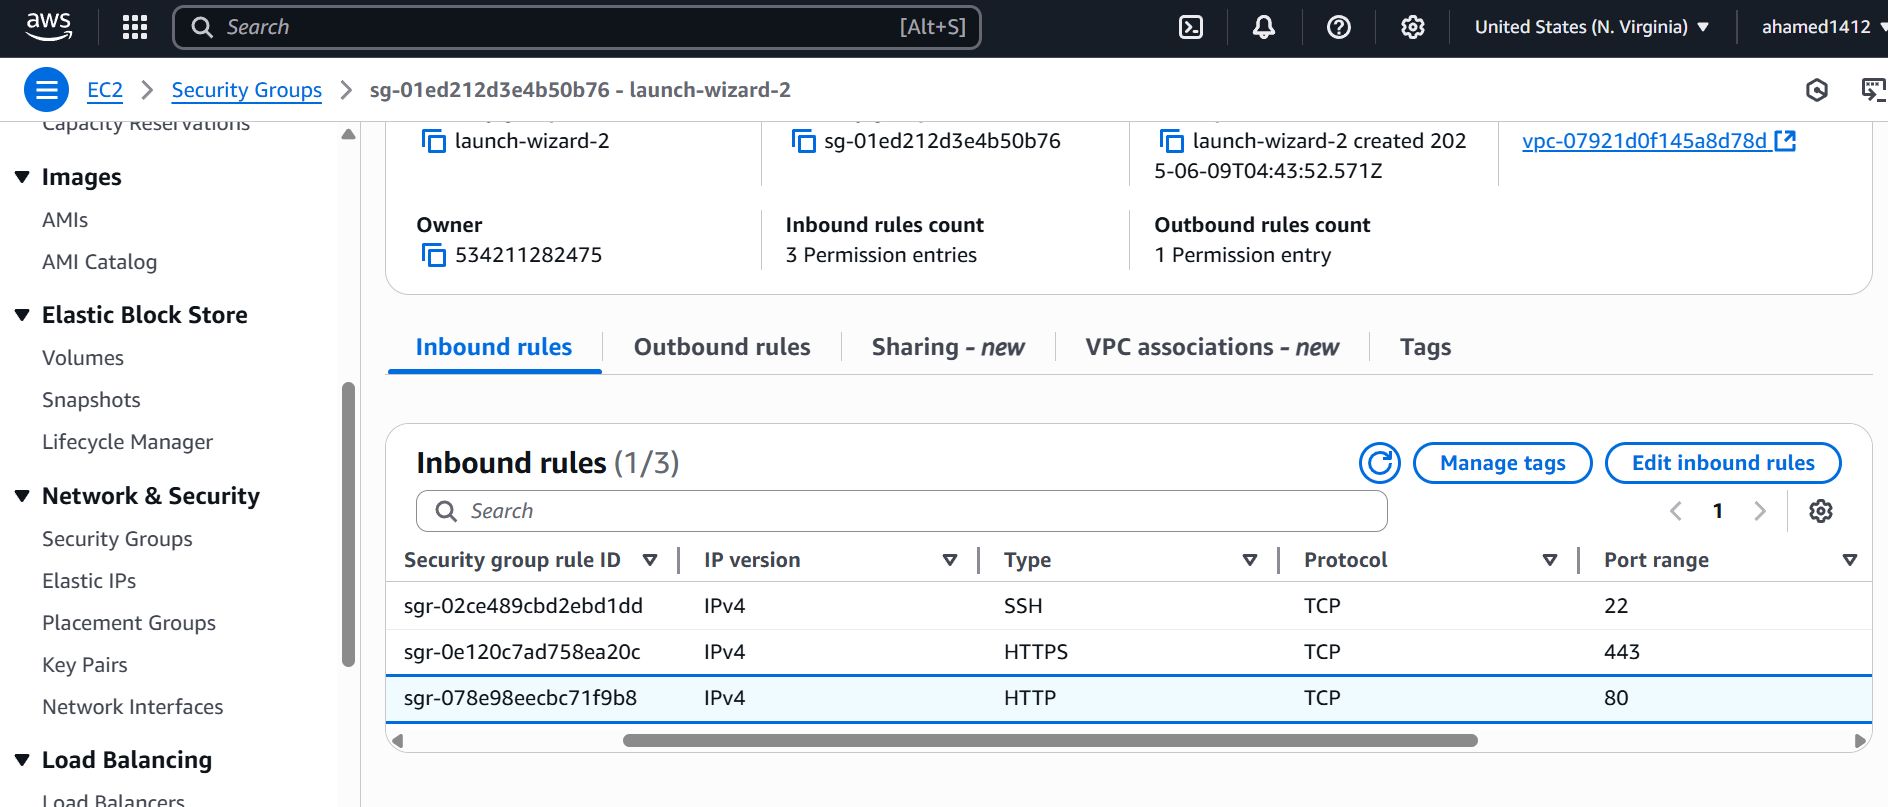 aws
Search
[Alt+S]
United States (N. Virginia)
ahamed1412
EC2
Security Groups
sg-01ed212d3e4b50b76 - launch-wizard-2
Capacity Reservations
Images
AMIs
AMI Catalog
Elastic Block Store
Volumes
Snapshots
Lifecycle Manager
Network & Security
Security Groups
Elastic IPs
Placement Groups
Key Pairs
Network Interfaces
Load Balancing
Load Balancers
launch-wizard-2
sg-01ed212d3e4b50b76
launch-wizard-2 created 202
5-06-09T04:43:52.571Z
vpc-07921d0f145a8d78d
Owner
534211282475
Inbound rules count
3 Permission entries
Outbound rules count
1 Permission entry
Inbound rules
Outbound rules
Sharing - new
VPC associations - new
Tags
Inbound rules (1/3)
Manage tags
Edit inbound rules
Search
1
Security group rule ID IP version Type Protocol Port range
sgr-02ce489cbd2ebd1dd IPv4 SSH TCP 22
sgr-0e120c7ad758ea20c IPv4 HTTPS TCP 443
sgr-078e98eecbc71f9b8 IPv4 HTTP TCP 80